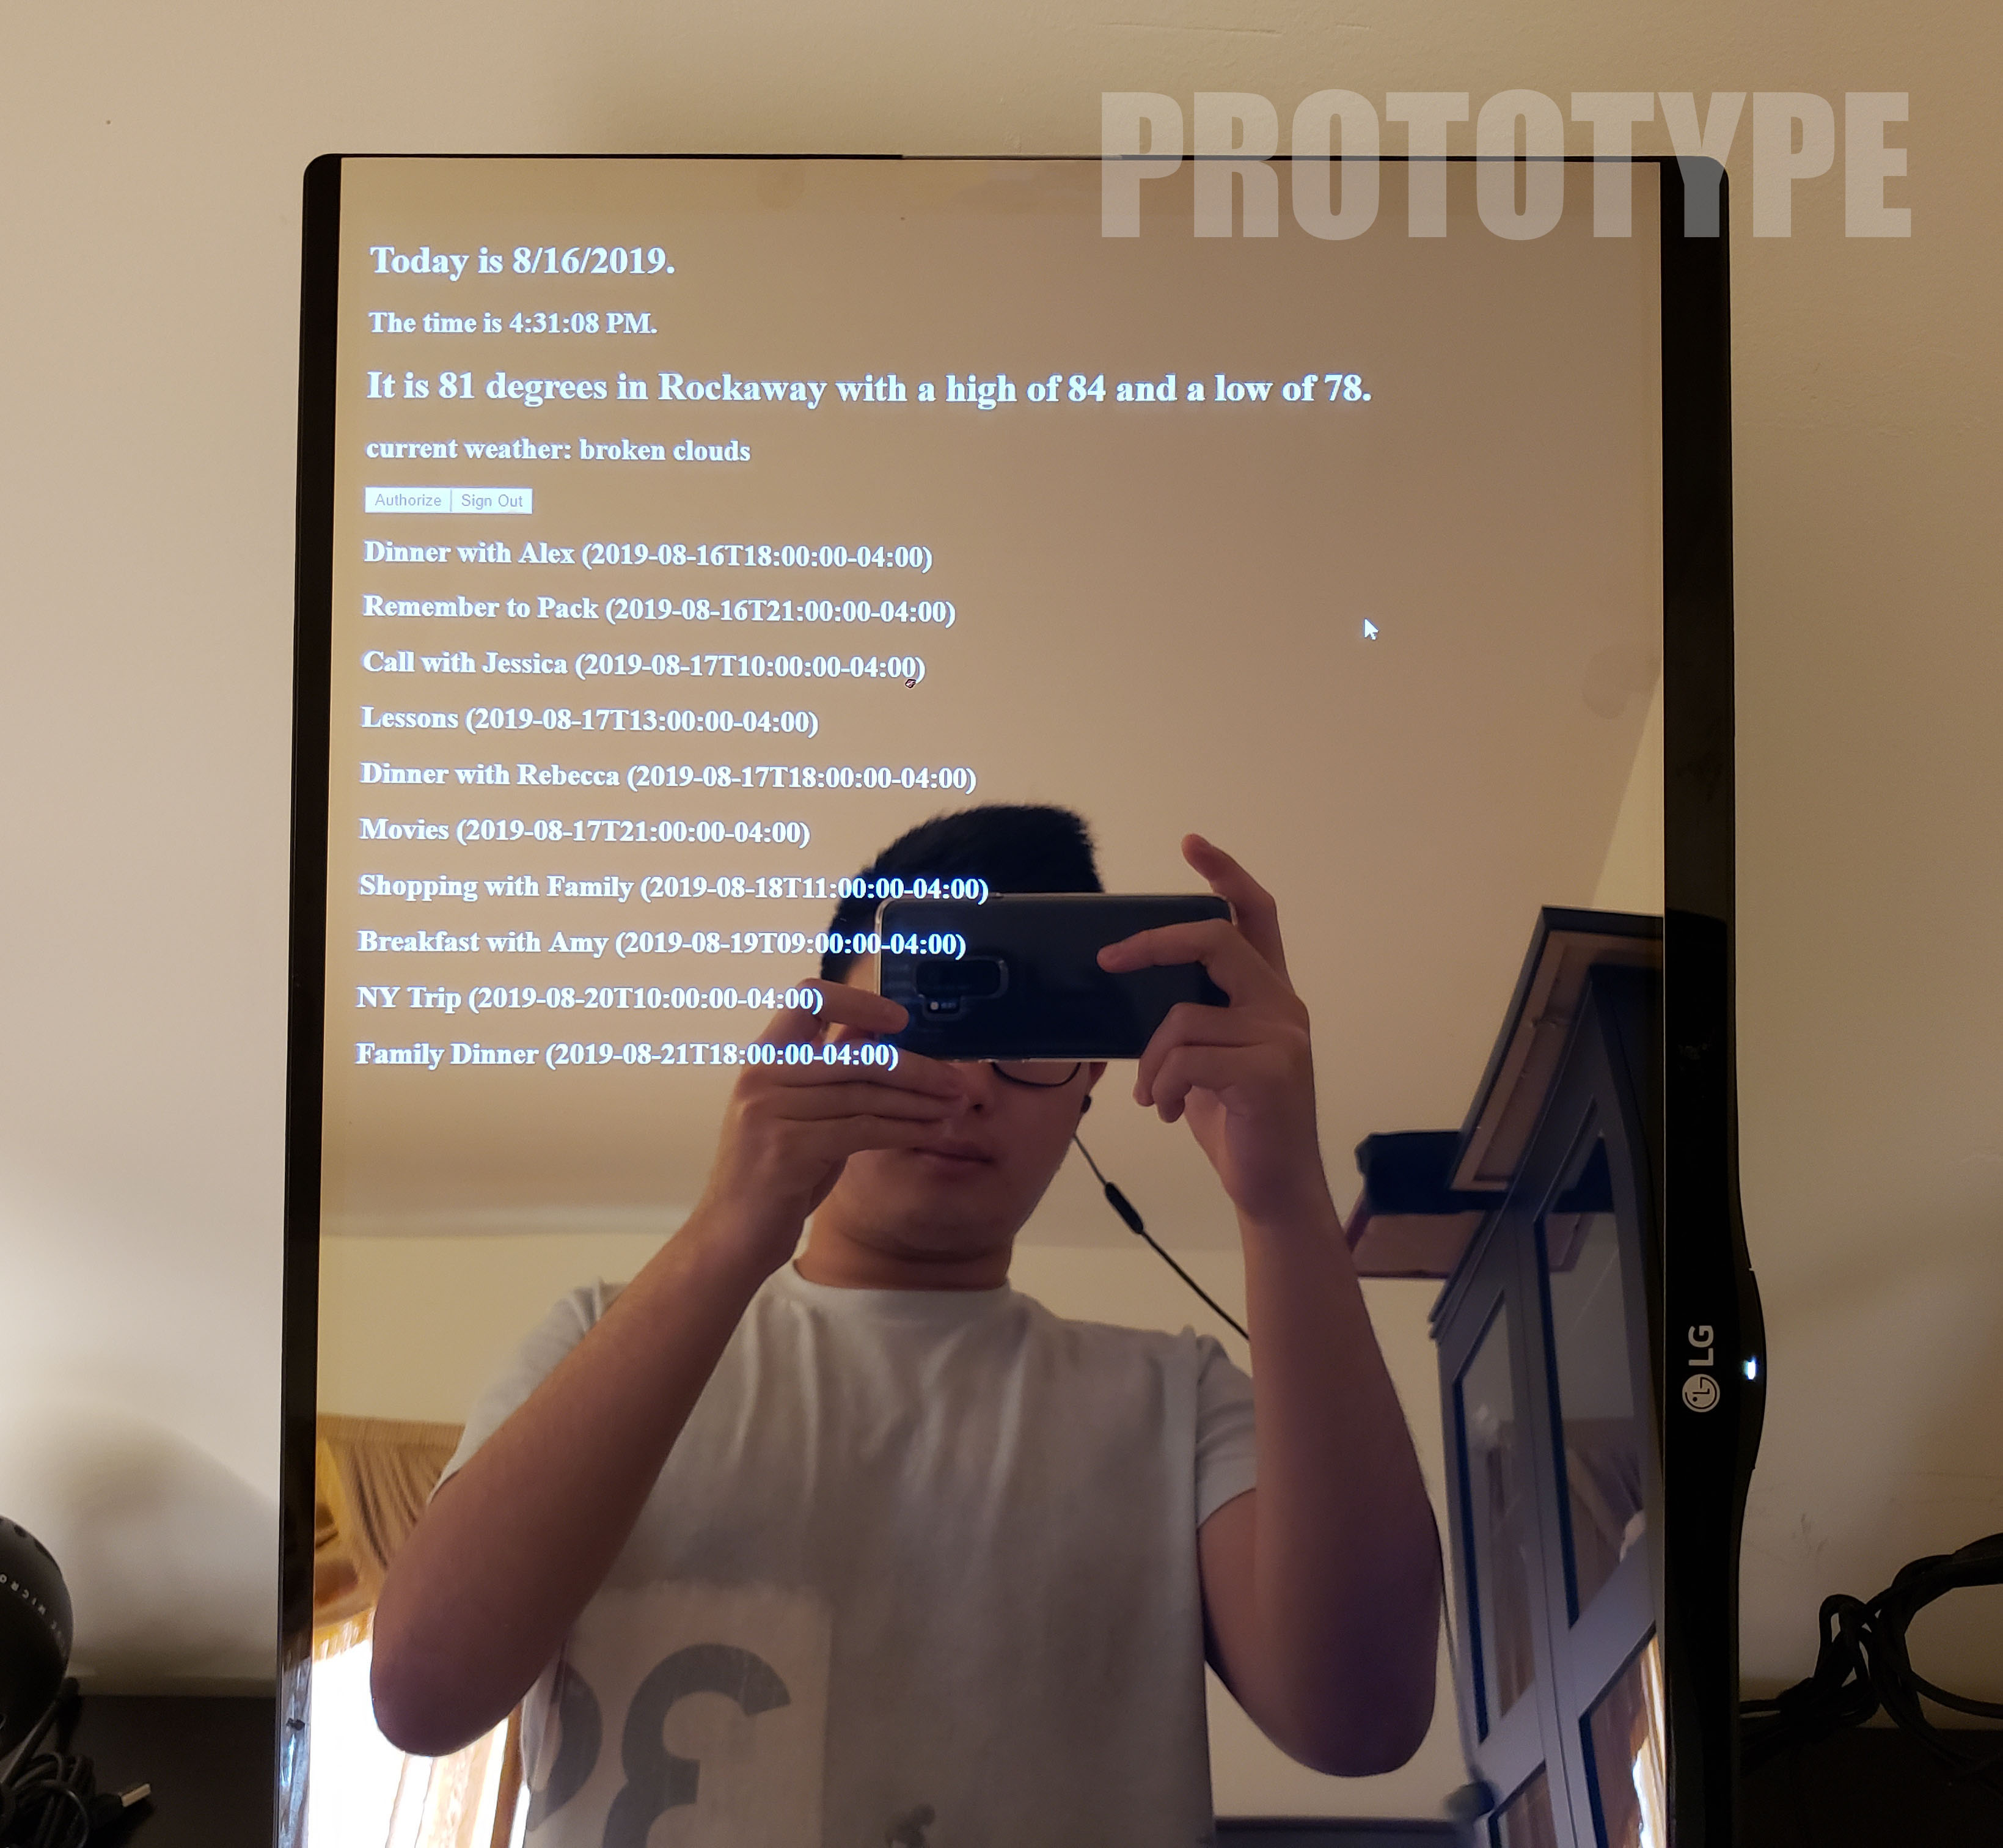 PROTOTYPE
Today is 8/16/2019.
The time is 4:31:08 PM.
It is 81 degrees in Rockaway with a high of 84 and a low of 78.
current weather: broken clouds
Authorize Sign Out
Dinner with Alex (2019-08-16T18:00:00-04:00)
Remember to Pack (2019-08-16T21:00:00-04:00)
Call with Jessica (2019-08-17T10:00:00-04:00)
Lessons (2019-08-17T13:00:00-04:00)
Dinner with Rebecca (2019-08-17T18:00:00-04:00)
Movies (2019-08-17T21:00:00-04:00)
Shopping with Family (2019-08-18T11:00:00-04:00)
Breakfast with Amy (2019-08-19T09:00:00-04:00)
NY Trip (2019-08-20T10:00:00-04:00)
Family Dinner (2019-08-21T18:00:00-04:00)
LG